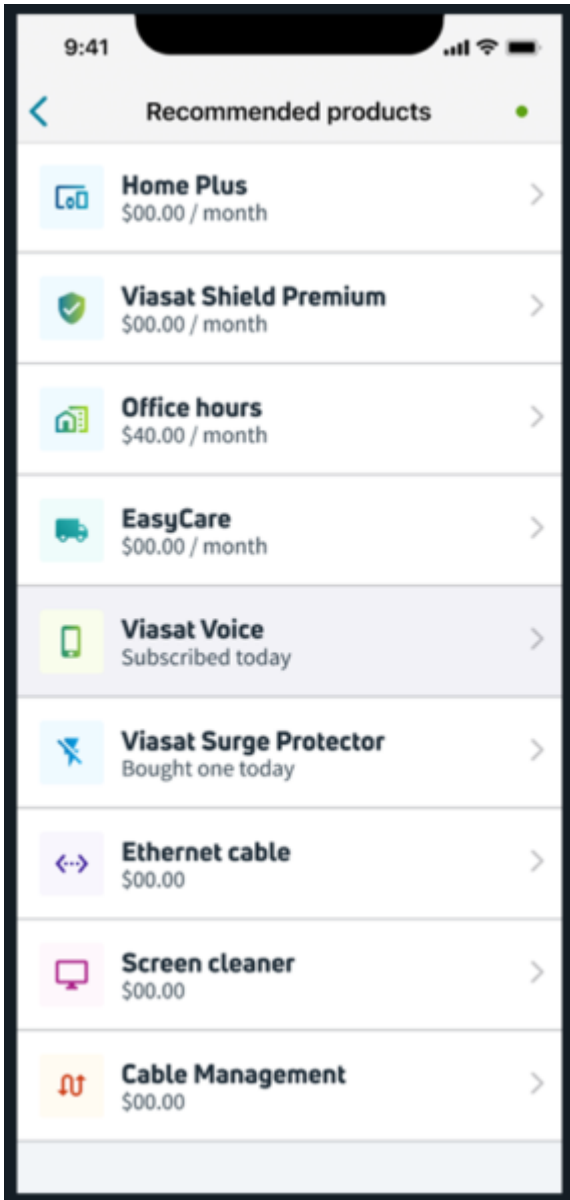 9:41
Recommended products
Home Plus
$00.00 / month
Viasat Shield Premium
$00.00 / month
Office hours
$40.00 / month
EasyCare
$00.00 / month
Viasat Voice
Subscribed today
Viasat Surge Protector
Bought one today
Ethernet cable
$00.00
Screen cleaner
$00.00
Cable Management
$00.00